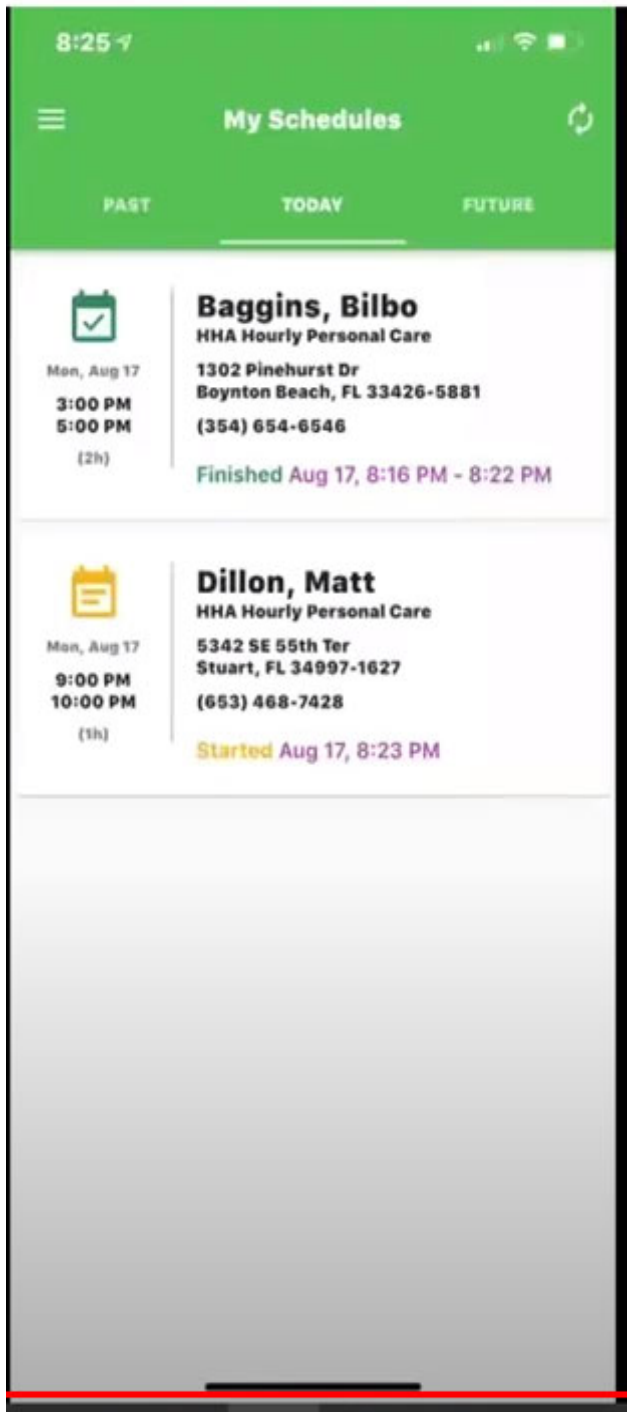 8:25
My Schedules
PAST TODAY FUTURE
Baggins, Bilbo
HHA Hourly Personal Care
Mon, Aug 17
3:00 PM
5:00 PM
(2h)
1302 Pinehurst Dr
Boynton Beach, FL 33426-5881
(354) 654-6546
Finished Aug 17, 8:16 PM - 8:22 PM
Dillon, Matt
HHA Hourly Personal Care
Mon, Aug 17
9:00 PM
10:00 PM
(1h)
5342 SE 55th Ter
Stuart, FL 34997-1627
(653) 468-7428
Started Aug 17, 8:23 PM